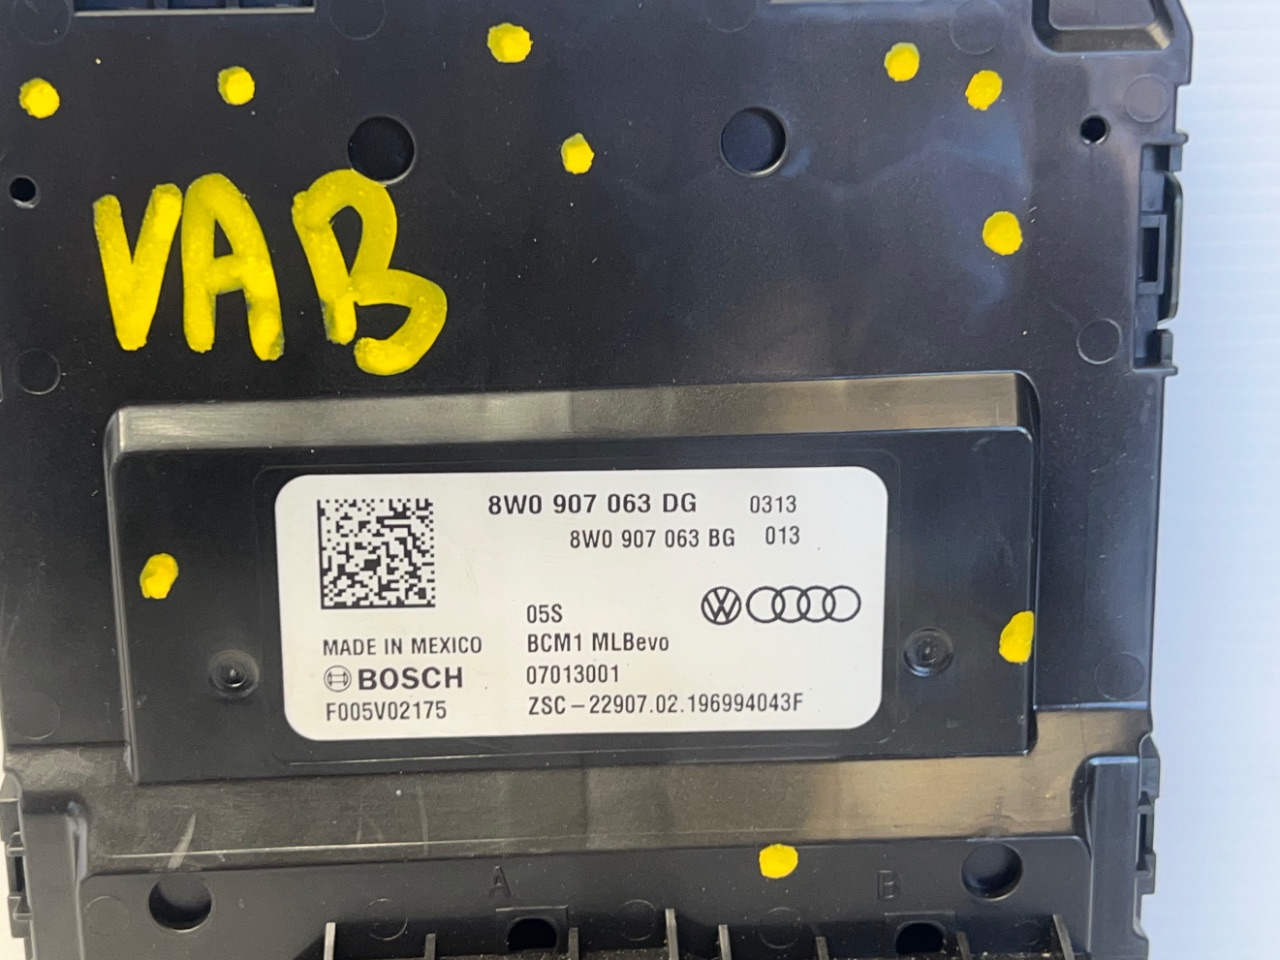 VAB
8W0 907 063 DG 0313
8W0 907 063 BG 013
05S
MADE IN MEXICO BCM1 MLBevo
BOSCH 07013001
F005V02175 ZSC-22907.02.196994043F
A B